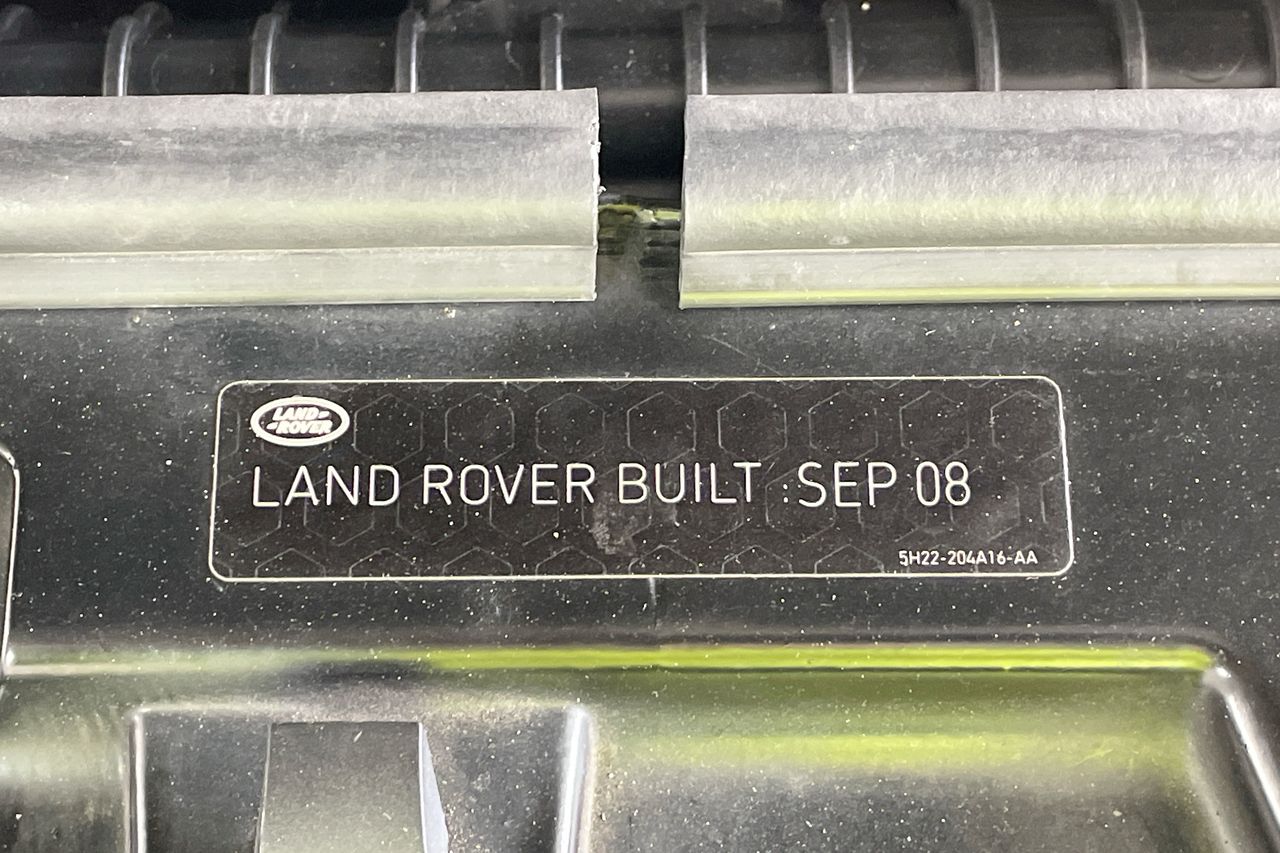 LAND-
-ROVER
LAND ROVER BUILT : SEP 08
5H22-204A16-AA